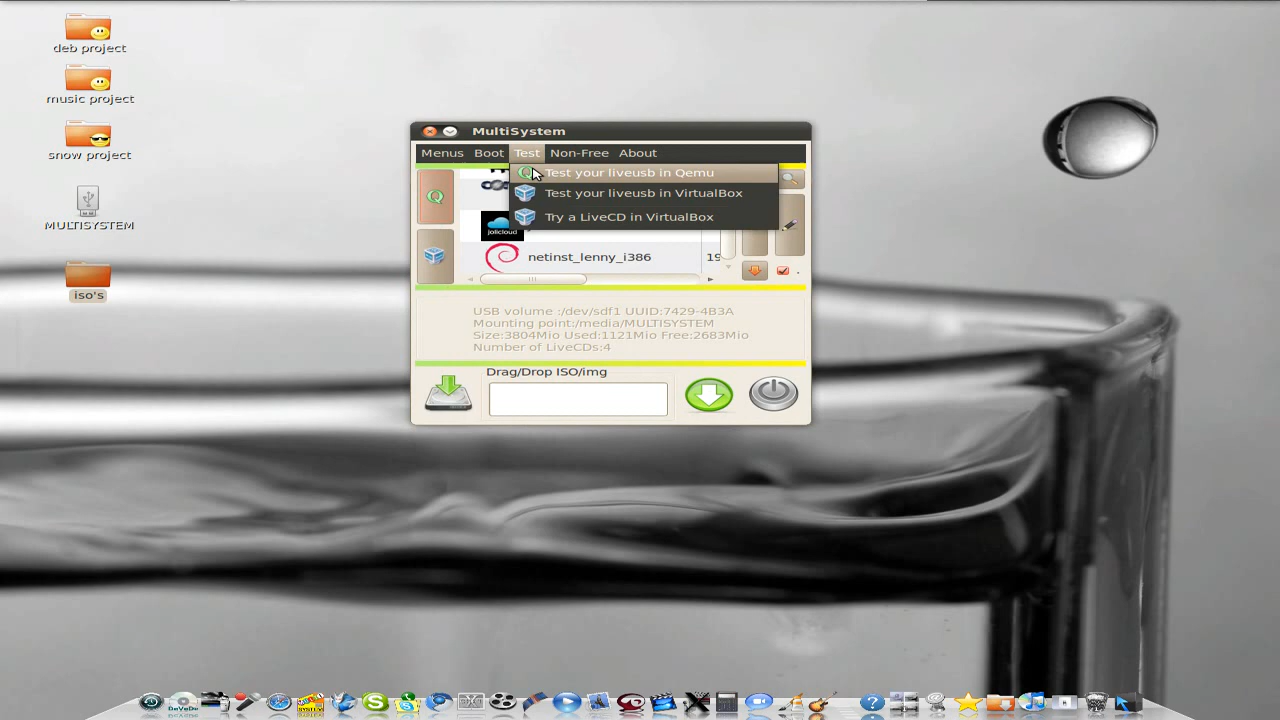 deb project
music project
snow project
MULTISYSTEM
iso's
MultiSystem
Menus Boot Test Non-Free About
Test your liveusb in Qemu
Test your liveusb in VirtualBox
Try a LiveCD in VirtualBox
jolicloud
netinst_lenny_i386 19
USB volume :/dev/sdf1 UUID:7429-4B3A
Mounting point:/media/MULTISYSTEM
Size:3804Mio Used:1121Mio Free:2683Mio
Number of LiveCDs:4
Drag/Drop ISO/img